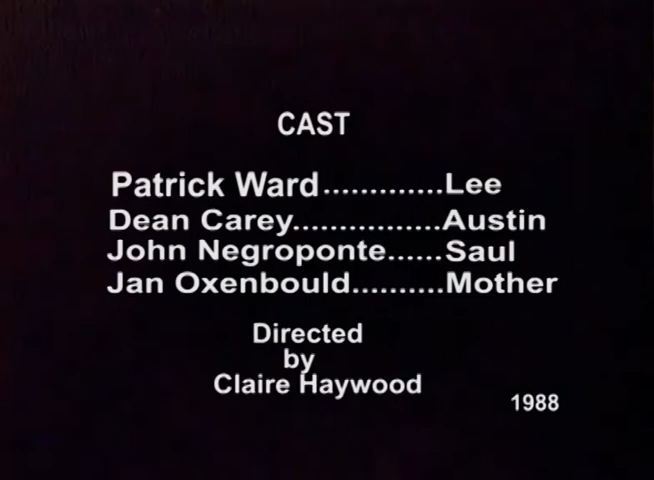 CAST
Patrick Ward.............Lee
Dean Carey.................Austin
John Negroponte......Saul
Jan Oxenbould..........Mother
Directed
by
Claire Haywood
1988